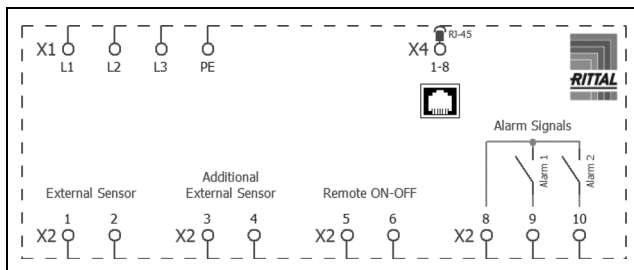 X1
L1 L2 L3 PE
X4
RJ-45
1-8
RITTAL
Alarm Signals
Alarm 1
Alarm 2
External Sensor
Additional
External Sensor
Remote ON-OFF
X2 1 2
X2 3 4
X2 5 6
X2 8 9 10